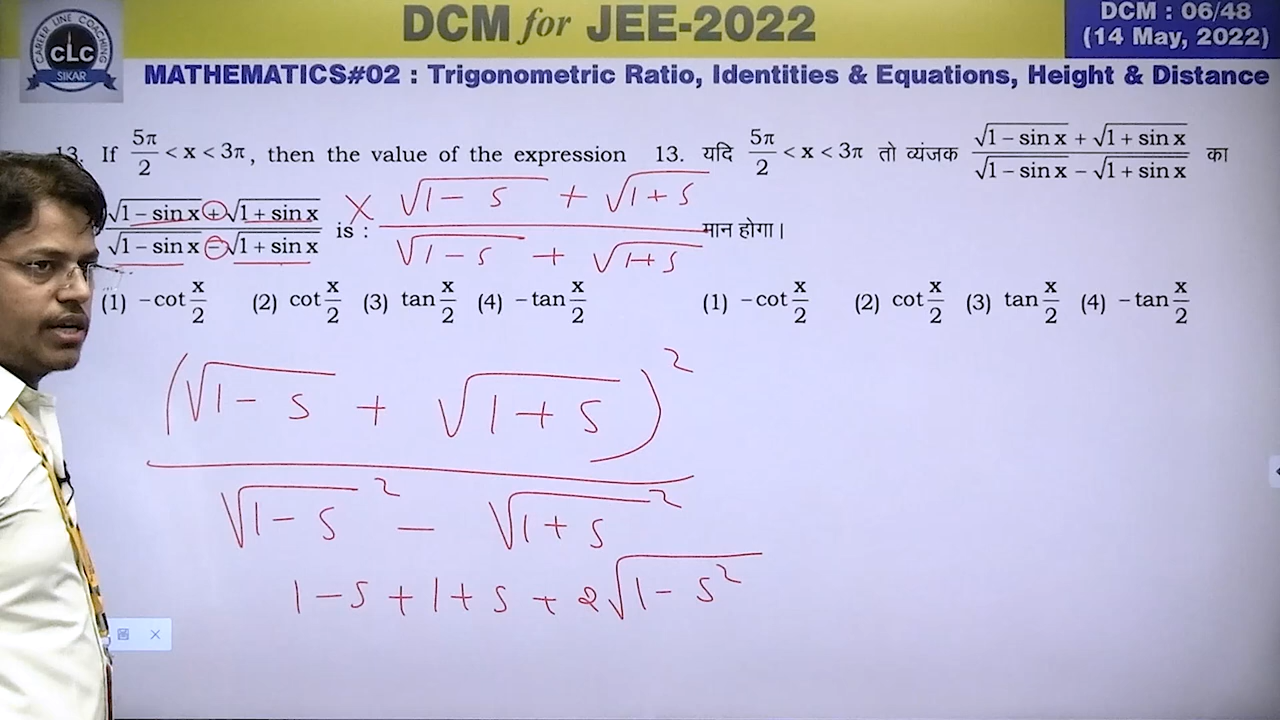 DCM for JEE-2022
DCM : 06/48
(14 May, 2022)
CAREER LINE COACHING
CLC
SIKAR
MATHEMATICS#02 : Trigonometric Ratio, Identities & Equations, Height & Distance
13. If 5π/2 < x < 3π, then the value of the expression
√(1 − sin x) + √(1 + sin x) / √(1 − sin x) − √(1 + sin x) is :
× √(1 − s) + √(1 + s) / √(1 − s) + √(1 + s)
(1) −cot x/2 (2) cot x/2 (3) tan x/2 (4) −tan x/2
13. यदि 5π/2 < x < 3π तो व्यंजक √(1 − sin x) + √(1 + sin x) / √(1 − sin x) − √(1 + sin x) का
मान होगा।
(1) −cot x/2 (2) cot x/2 (3) tan x/2 (4) −tan x/2
(√(1 − s) + √(1 + s))²
√(1 − s)² − √(1 + s)²
1 − s + 1 + s + 2√(1 − s²)